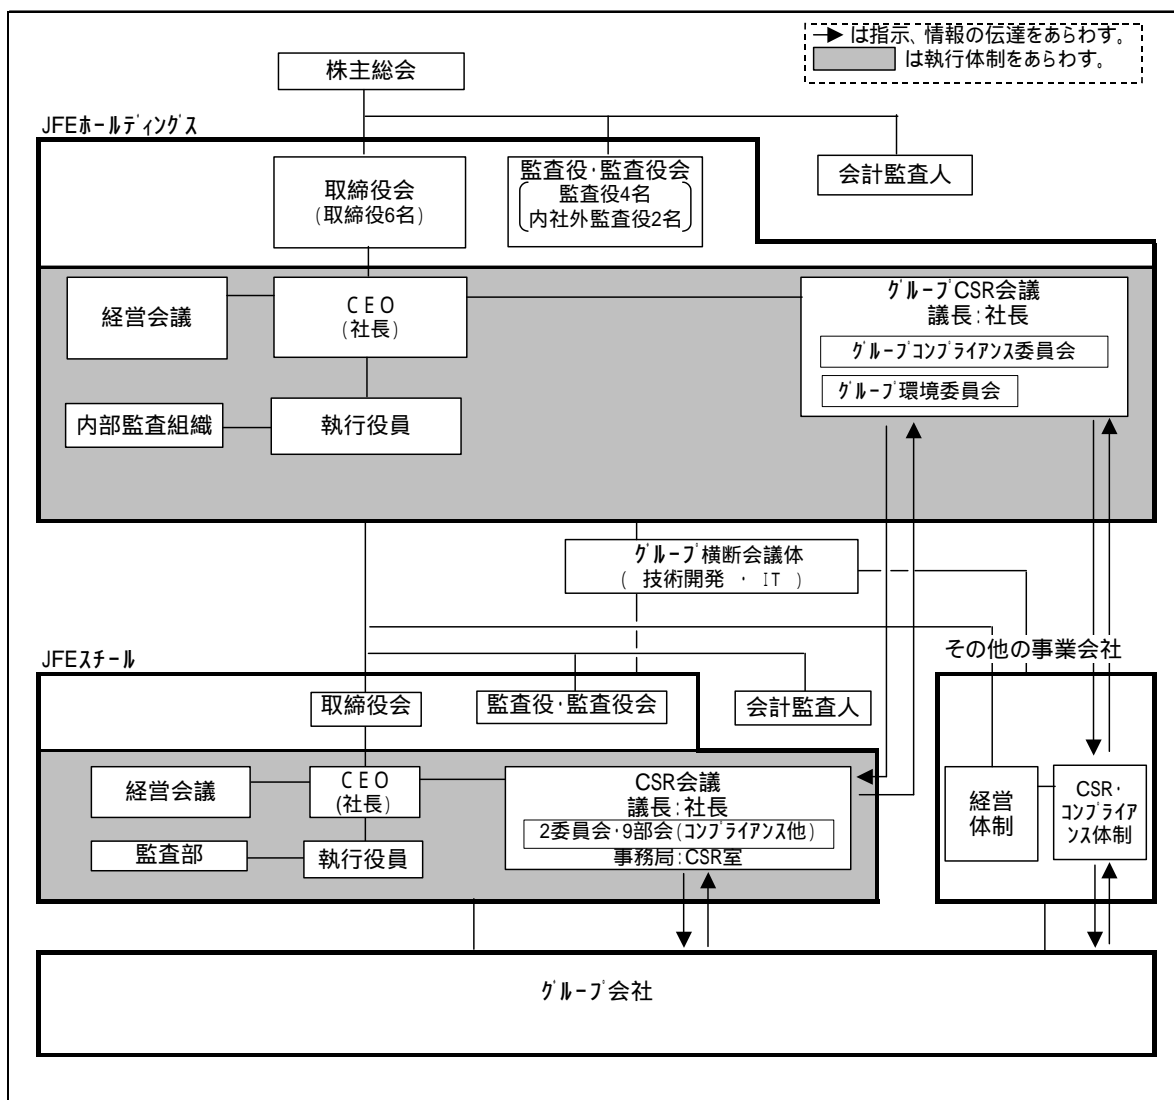 →は指示、情報の伝達をあらわす。
は執行体制をあらわす。
株主総会
JFEホールディングス
取締役会
(取締役6名)
監査役・監査役会
監査役4名
内社外監査役2名
会計監査人
経営会議
CEO
(社長)
グループCSR会議
議長:社長
グループコンプライアンス委員会
グループ環境委員会
内部監査組織
執行役員
グループ横断会議体
( 技術開発 ・ IT )
JFEスチール
その他の事業会社
取締役会
監査役・監査役会
会計監査人
経営会議
CEO
(社長)
CSR会議
議長:社長
2委員会・9部会(コンプライアンス他)
事務局:CSR室
監査部
執行役員
経営
体制
CSR・
コンプライア
ンス体制
グループ会社